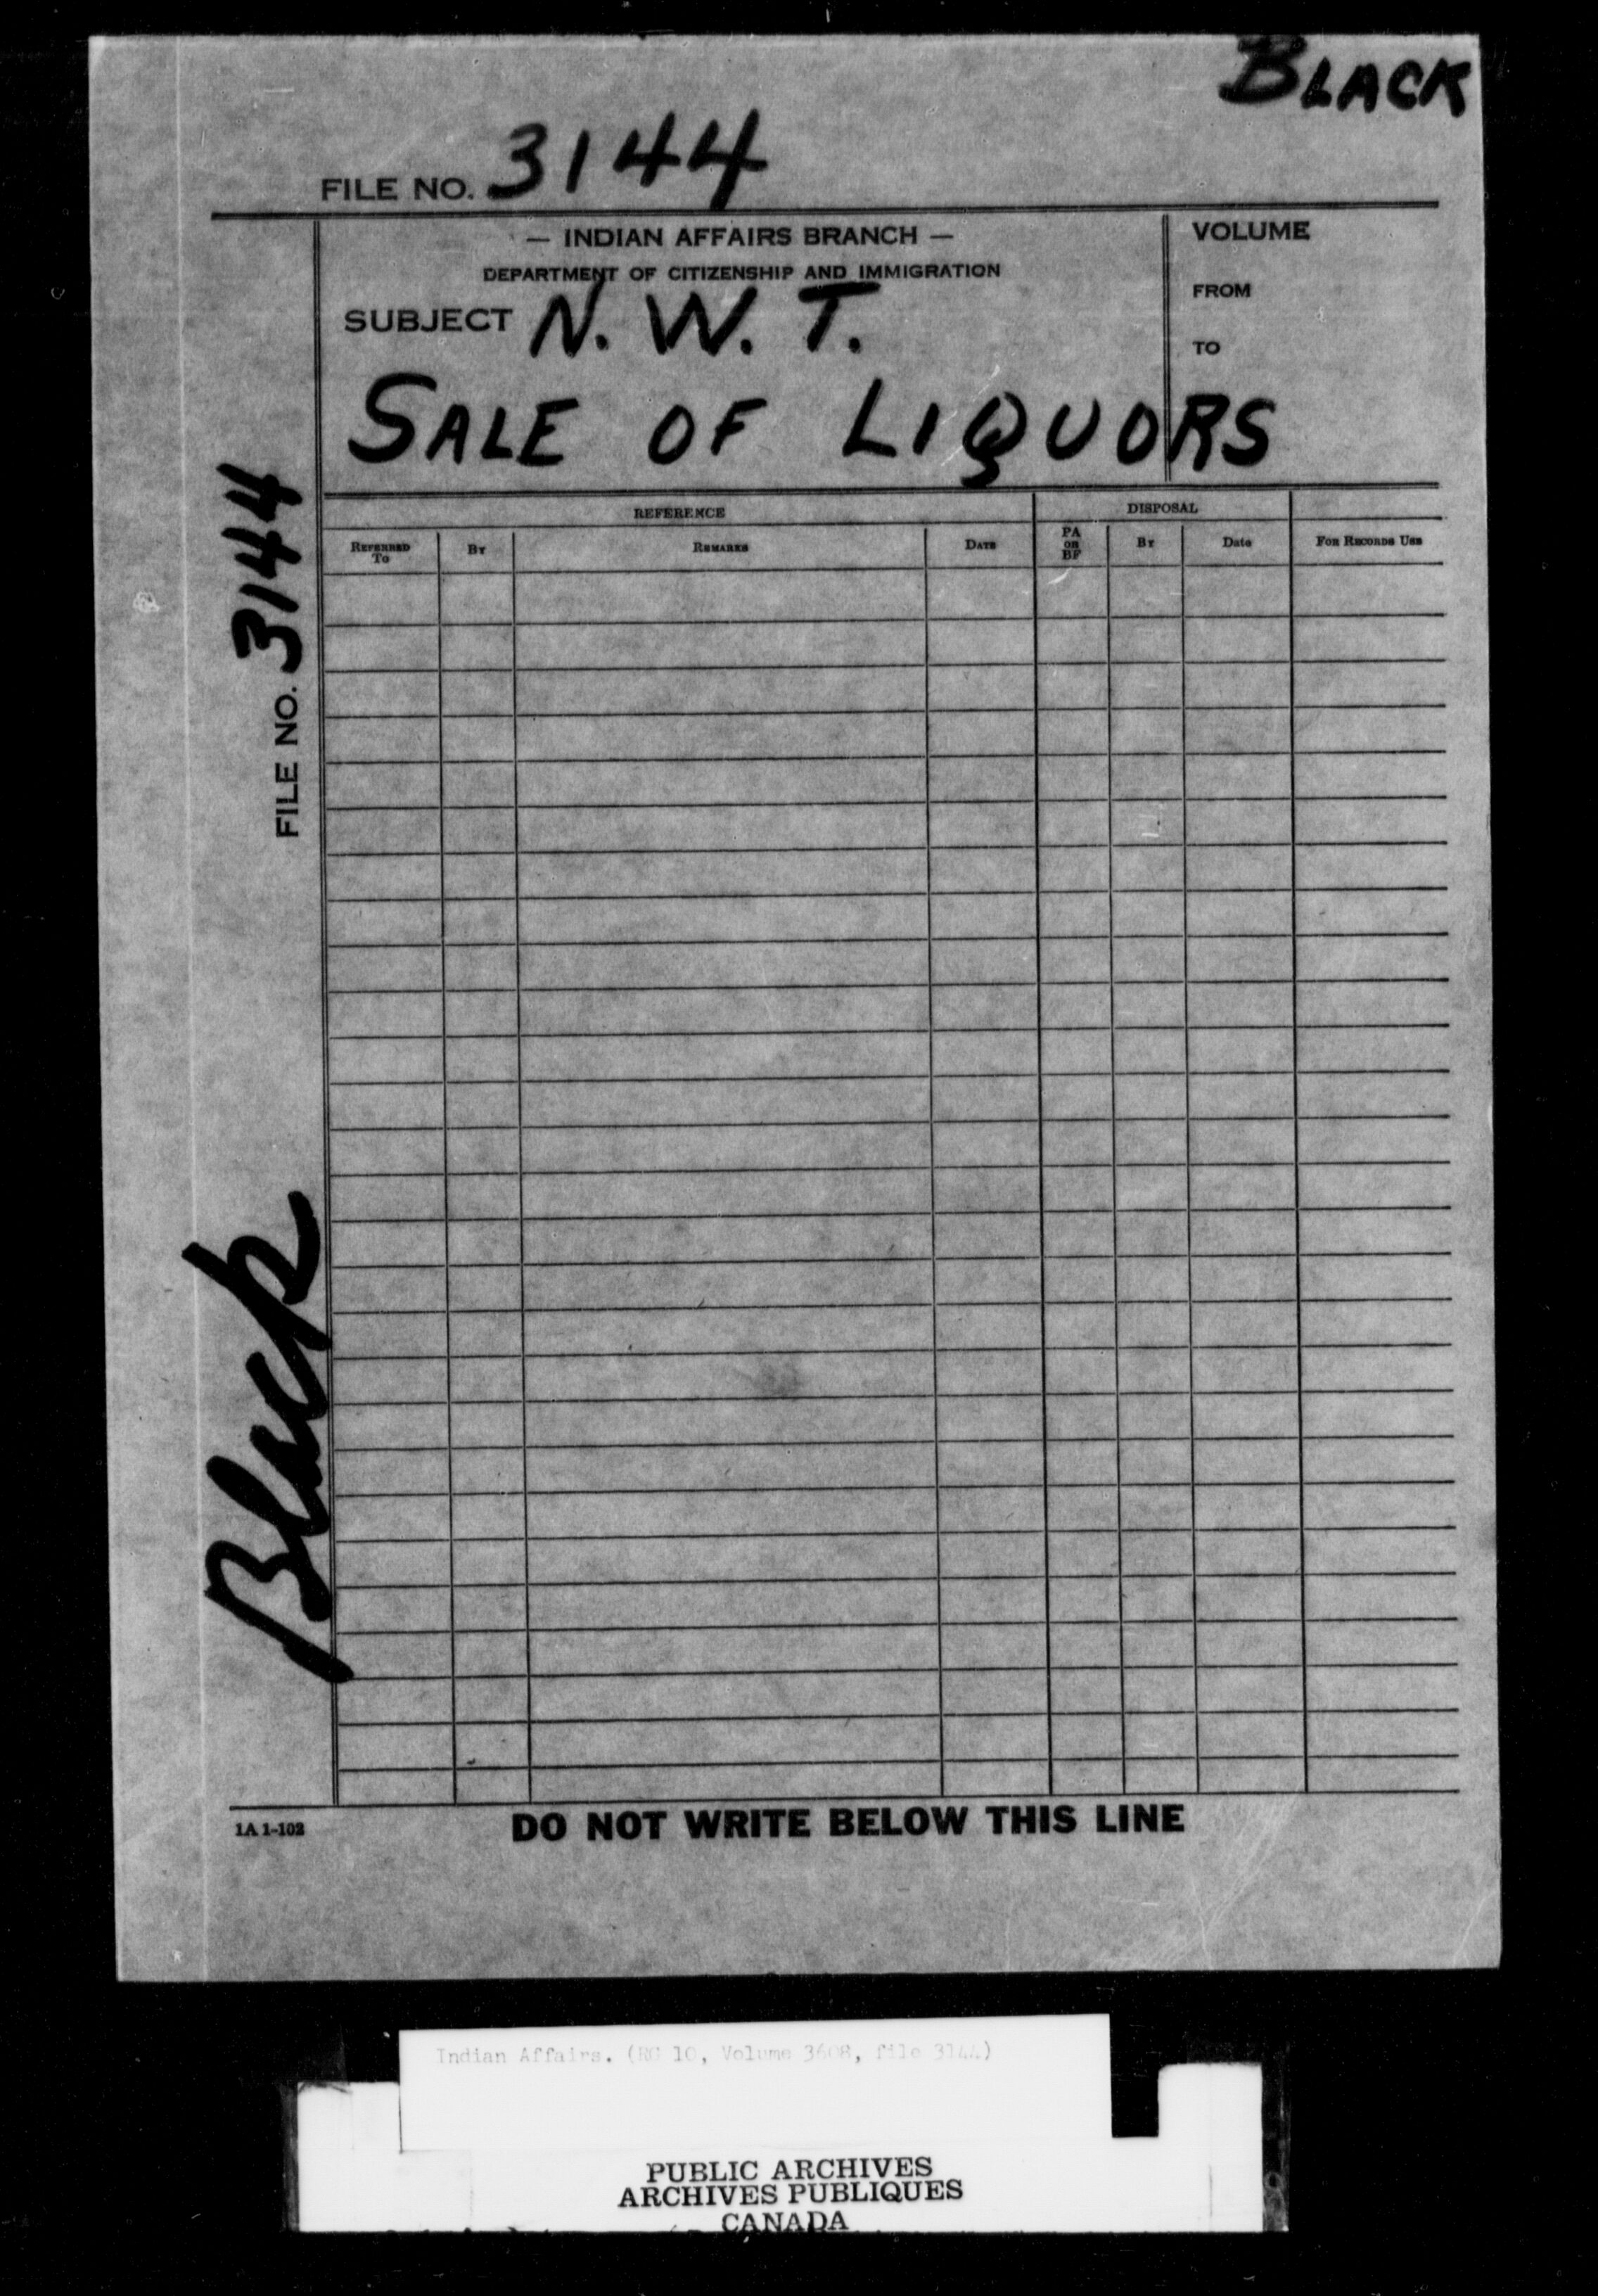 BLACK
FILE NO. 3144
— INDIAN AFFAIRS BRANCH —
DEPARTMENT OF CITIZENSHIP AND IMMIGRATION
VOLUME
FROM
TO
SUBJECT N. W. T.
SALE OF LIQUORS
REFERENCE
DISPOSAL
REFERRED TO
BY
REMARKS
DATE
PA OR BF
BY
Date
FOR RECORDS USE
FILE NO. 3144
Black
1A 1-102
DO NOT WRITE BELOW THIS LINE
Indian Affairs. (RG 10, Volume 3608, file 3144)
PUBLIC ARCHIVES
ARCHIVES PUBLIQUES
CANADA